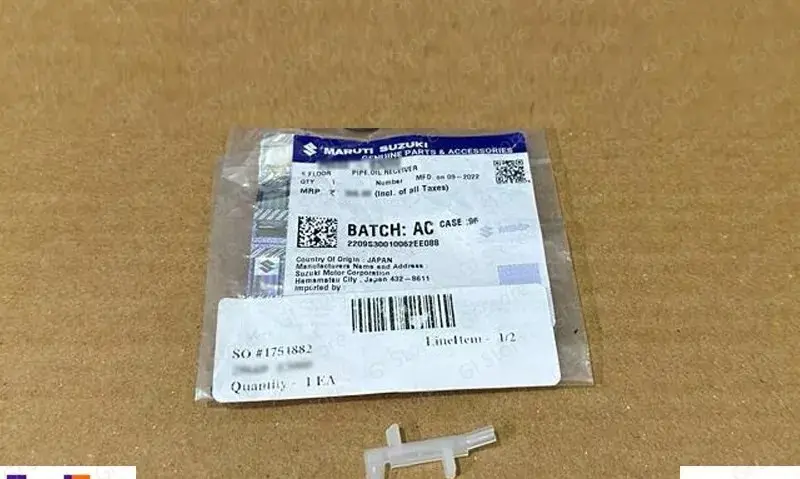 MARUTI SUZUKI
GENUINE PARTS & ACCESSORIES
PIPE,OIL RECEIVER
QTY 1 Number MFD. on 09-2022
MRP ₹ (Incl. of all Taxes)
BATCH: AC CASE :96
2209S30010062EE088
Country Of Origin : JAPAN
Manufacturers Name and Address :
Suzuki Motor Corporation
Hamamatsu City, Japan 432-8611
Imported by
SO #1754882
LineItem - 1/2
Quantity - 1 EA